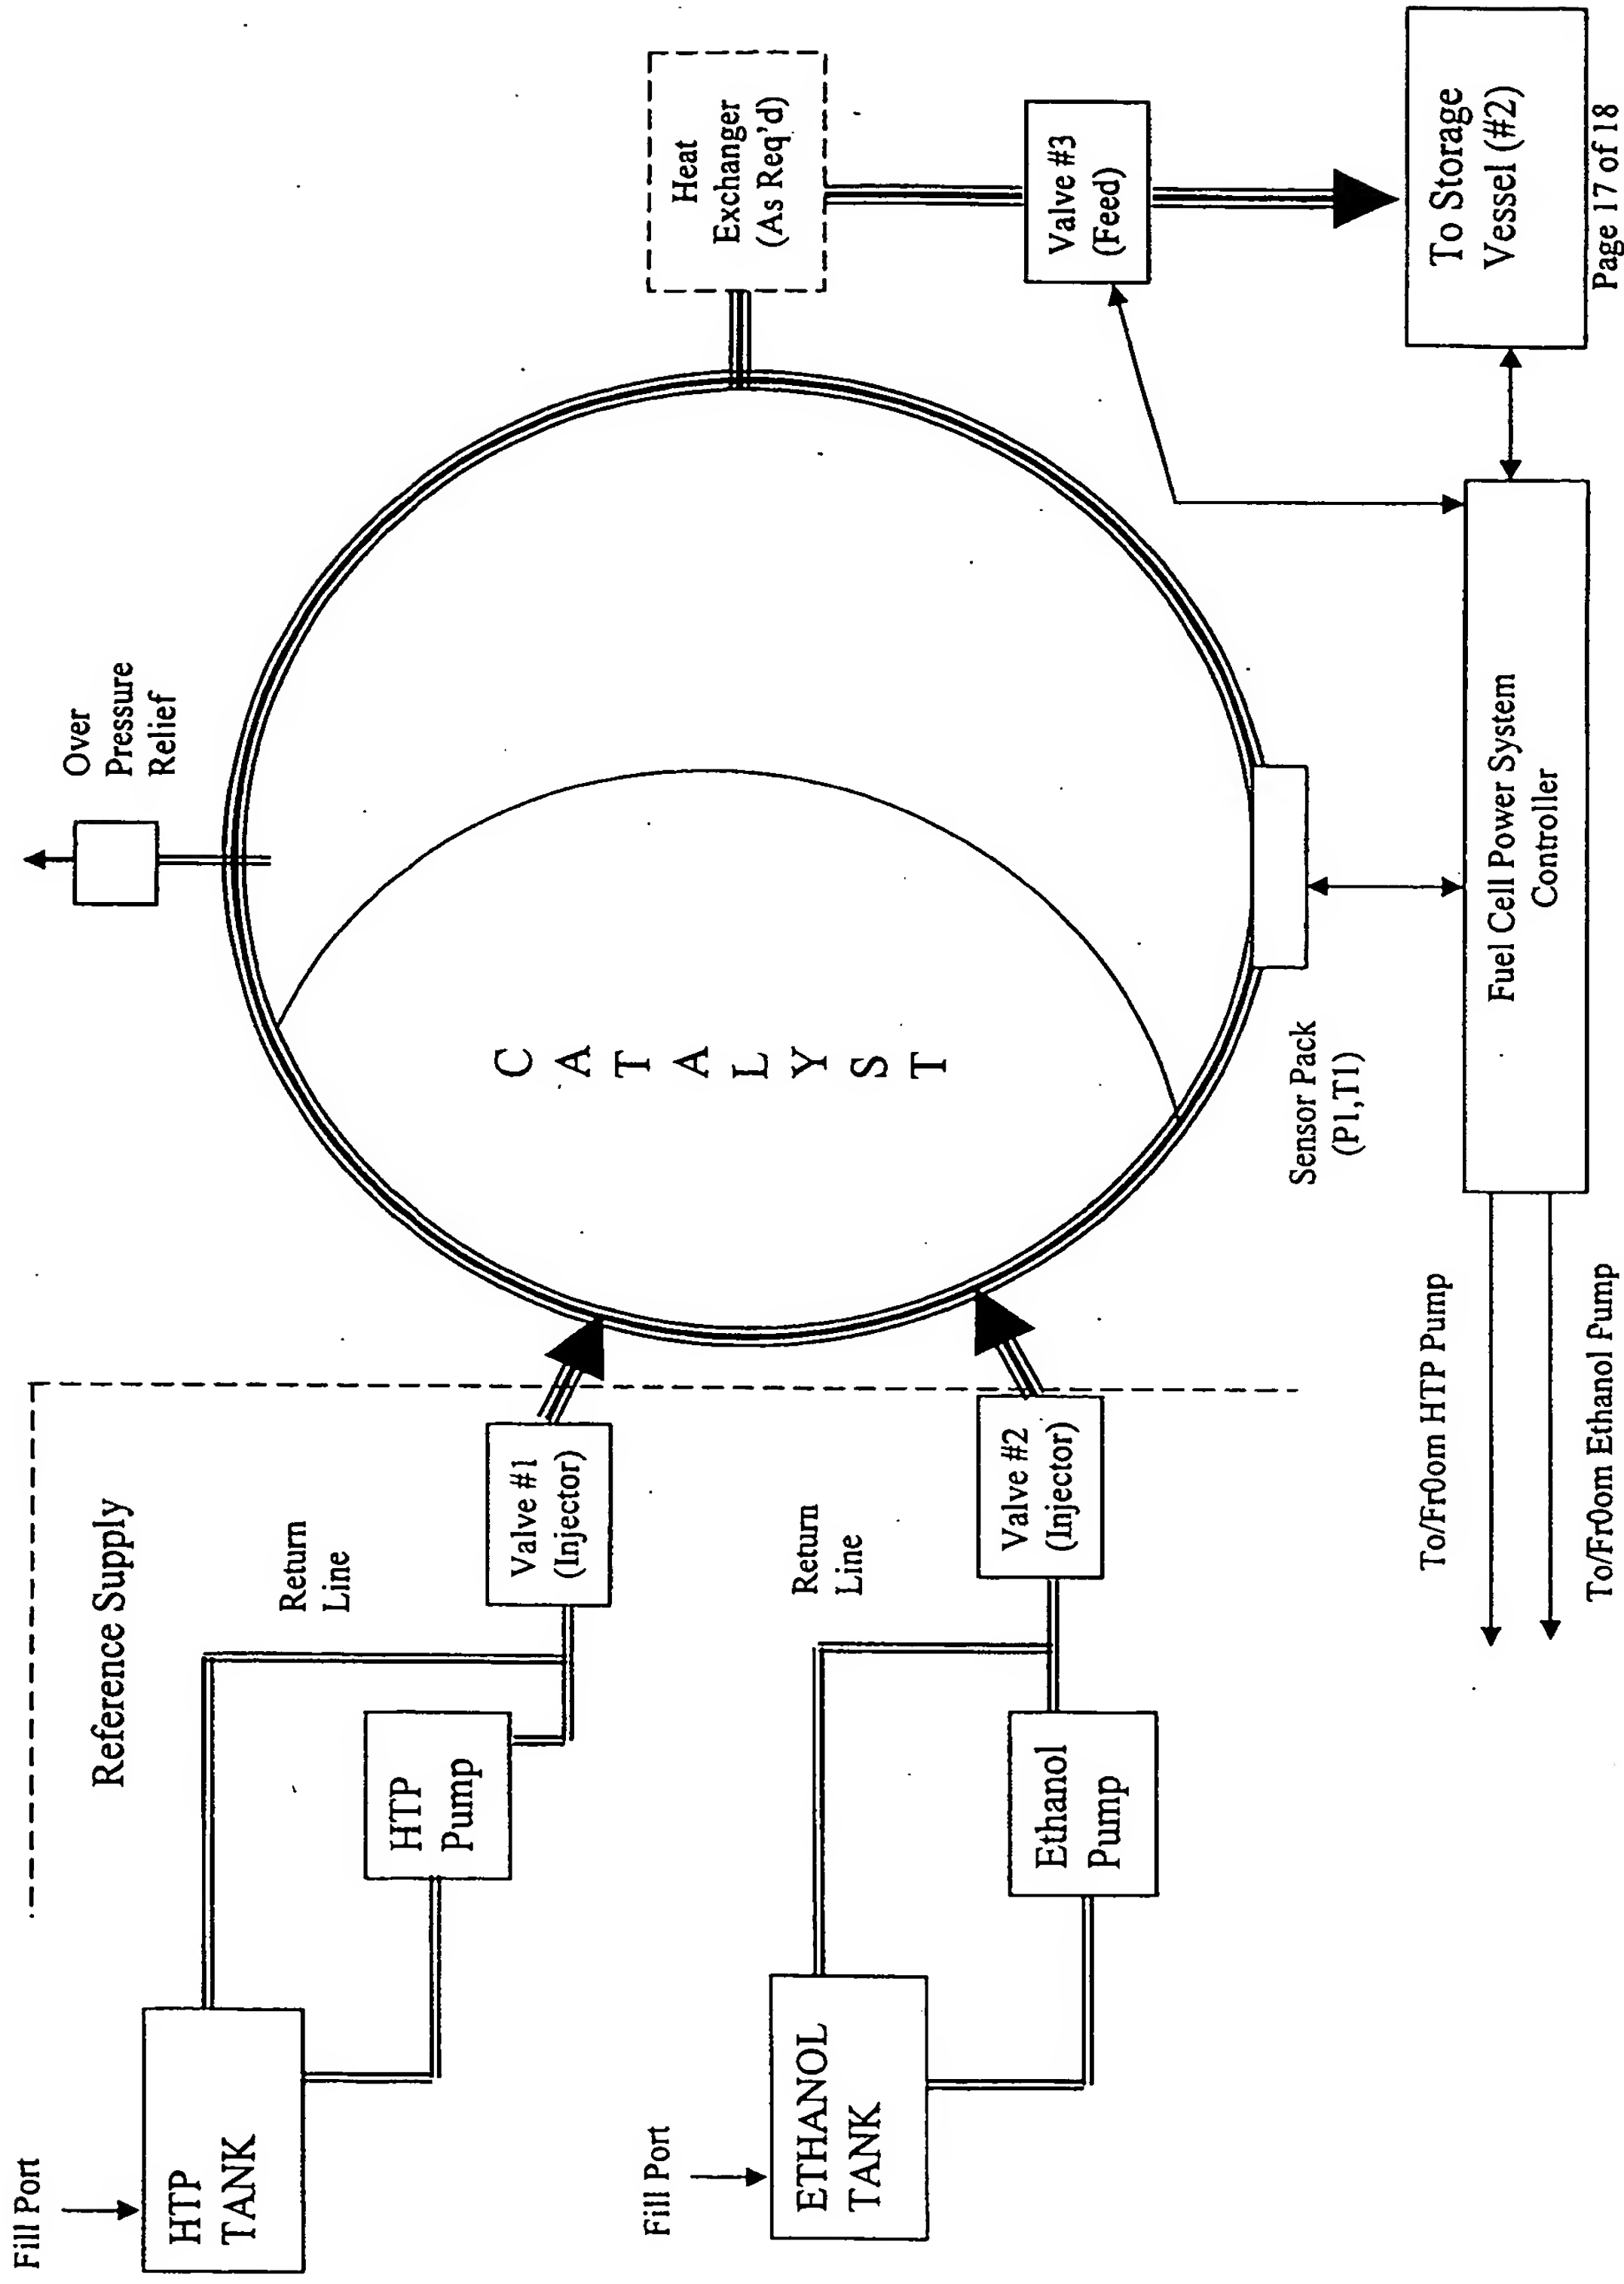 Fill Port
HTP
TANK
Reference Supply
Return
Line
HTP
Pump
Valve #1
(Injector)
Fill Port
ETHANOL
TANK
Return
Line
Ethanol
Pump
Valve #2
(Injector)
Over
Pressure
Relief
C
A
T
A
L
Y
S
T
Heat
Exchanger
(As Req'd)
Valve #3
(Feed)
Sensor Pack
(P1,T1)
To Storage
Vessel (#2)
Fuel Cell Power System
Controller
To/Fr0om HTP Pump
To/Fr0om Ethanol Pump
Page 17 of 18